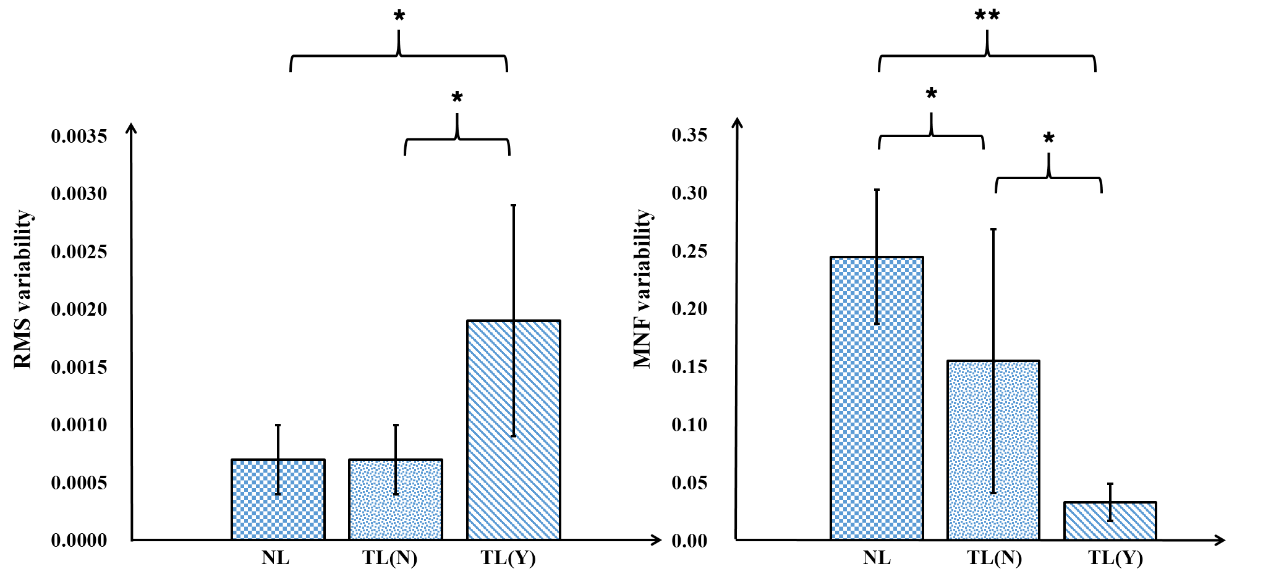 *
*
0.0035
0.0030
0.0025
0.0020
0.0015
0.0010
0.0005
0.0000
RMS variability
NL
TL(N)
TL(Y)
**
*
*
0.35
0.30
0.25
0.20
0.15
0.10
0.05
0.00
MNF variability
NL
TL(N)
TL(Y)